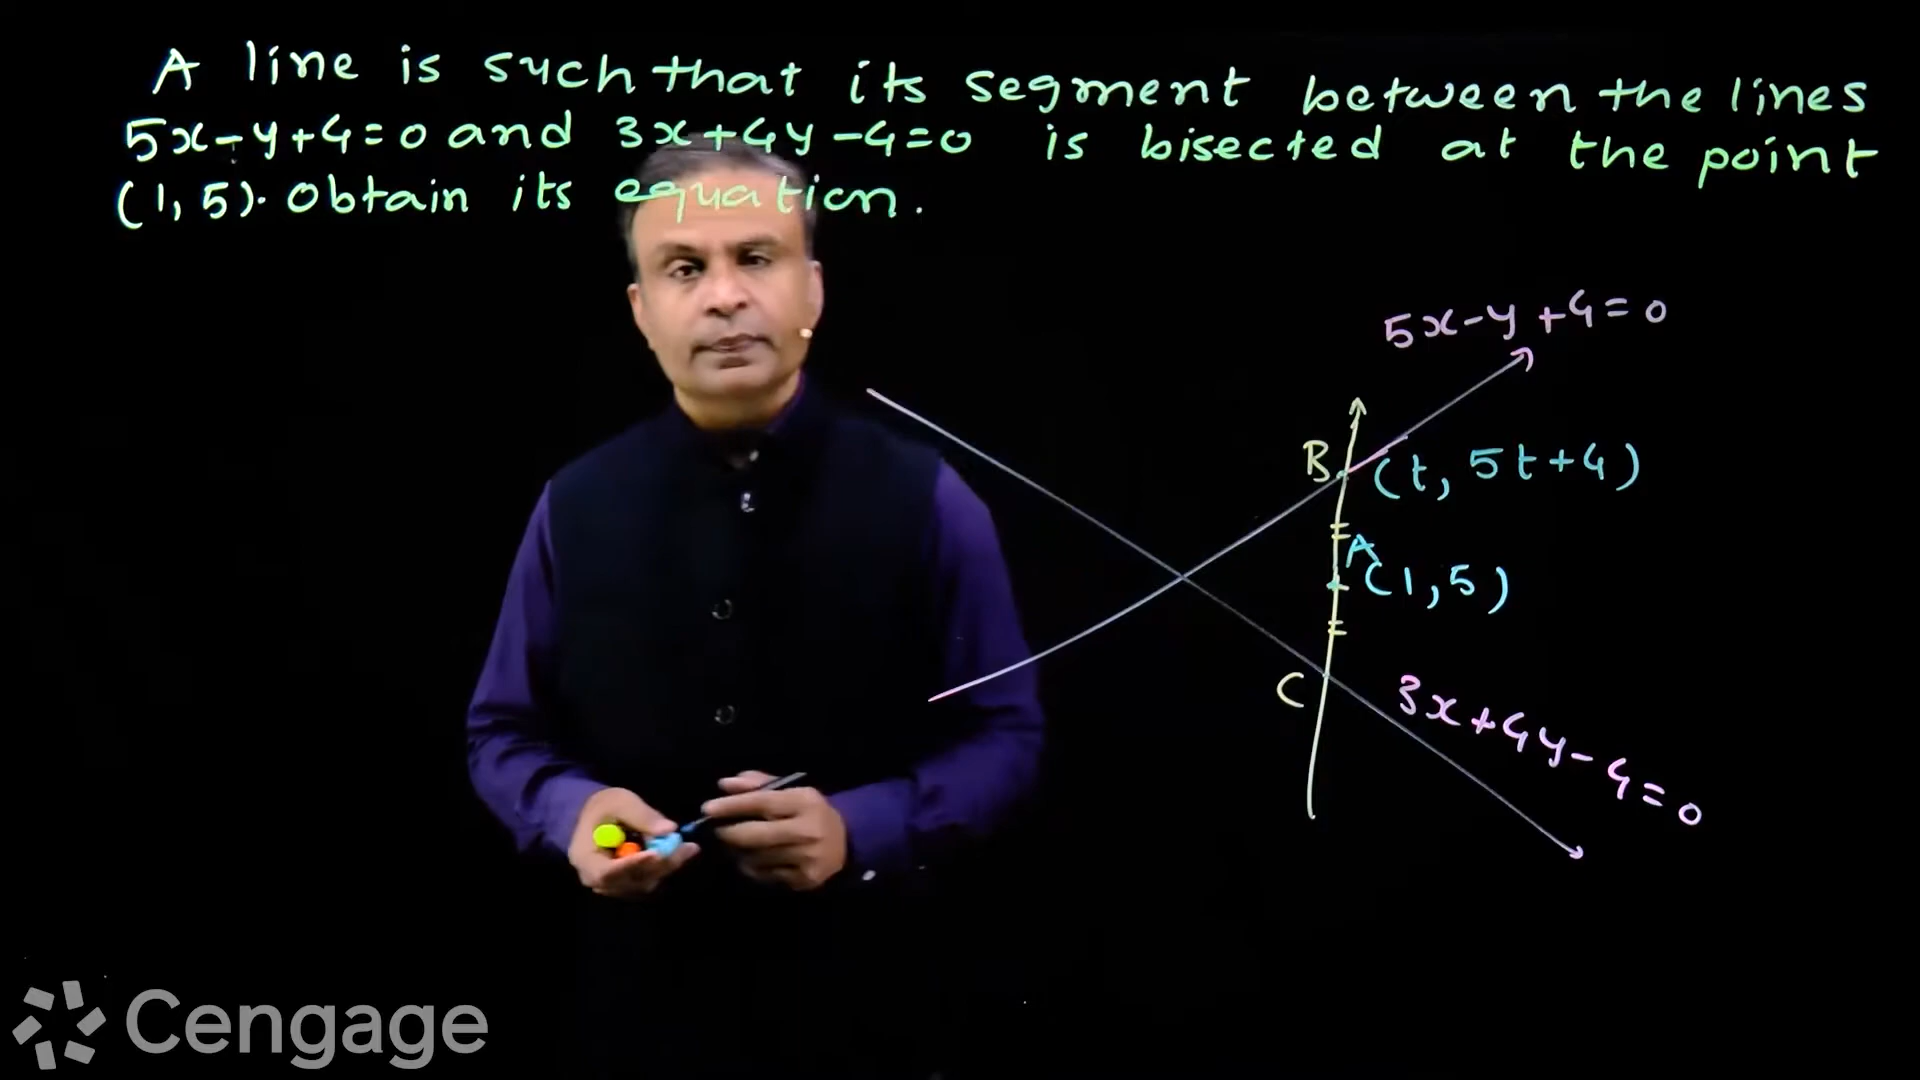 A line is such that its segment between the lines
5x-y+4=0 and 3x+4y-4=0 is bisected at the point
(1,5). Obtain its equation.
5x-y+4=0
B (t, 5t+4)
A (1,5)
C
3x+4y-4=0
Cengage